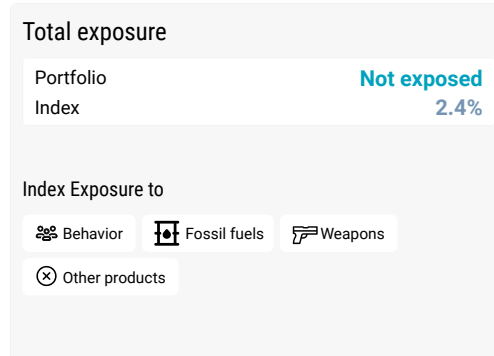 Total exposure
Portfolio Not exposed
Index 2.4%
Index Exposure to
Behavior Fossil fuels Weapons
Other products